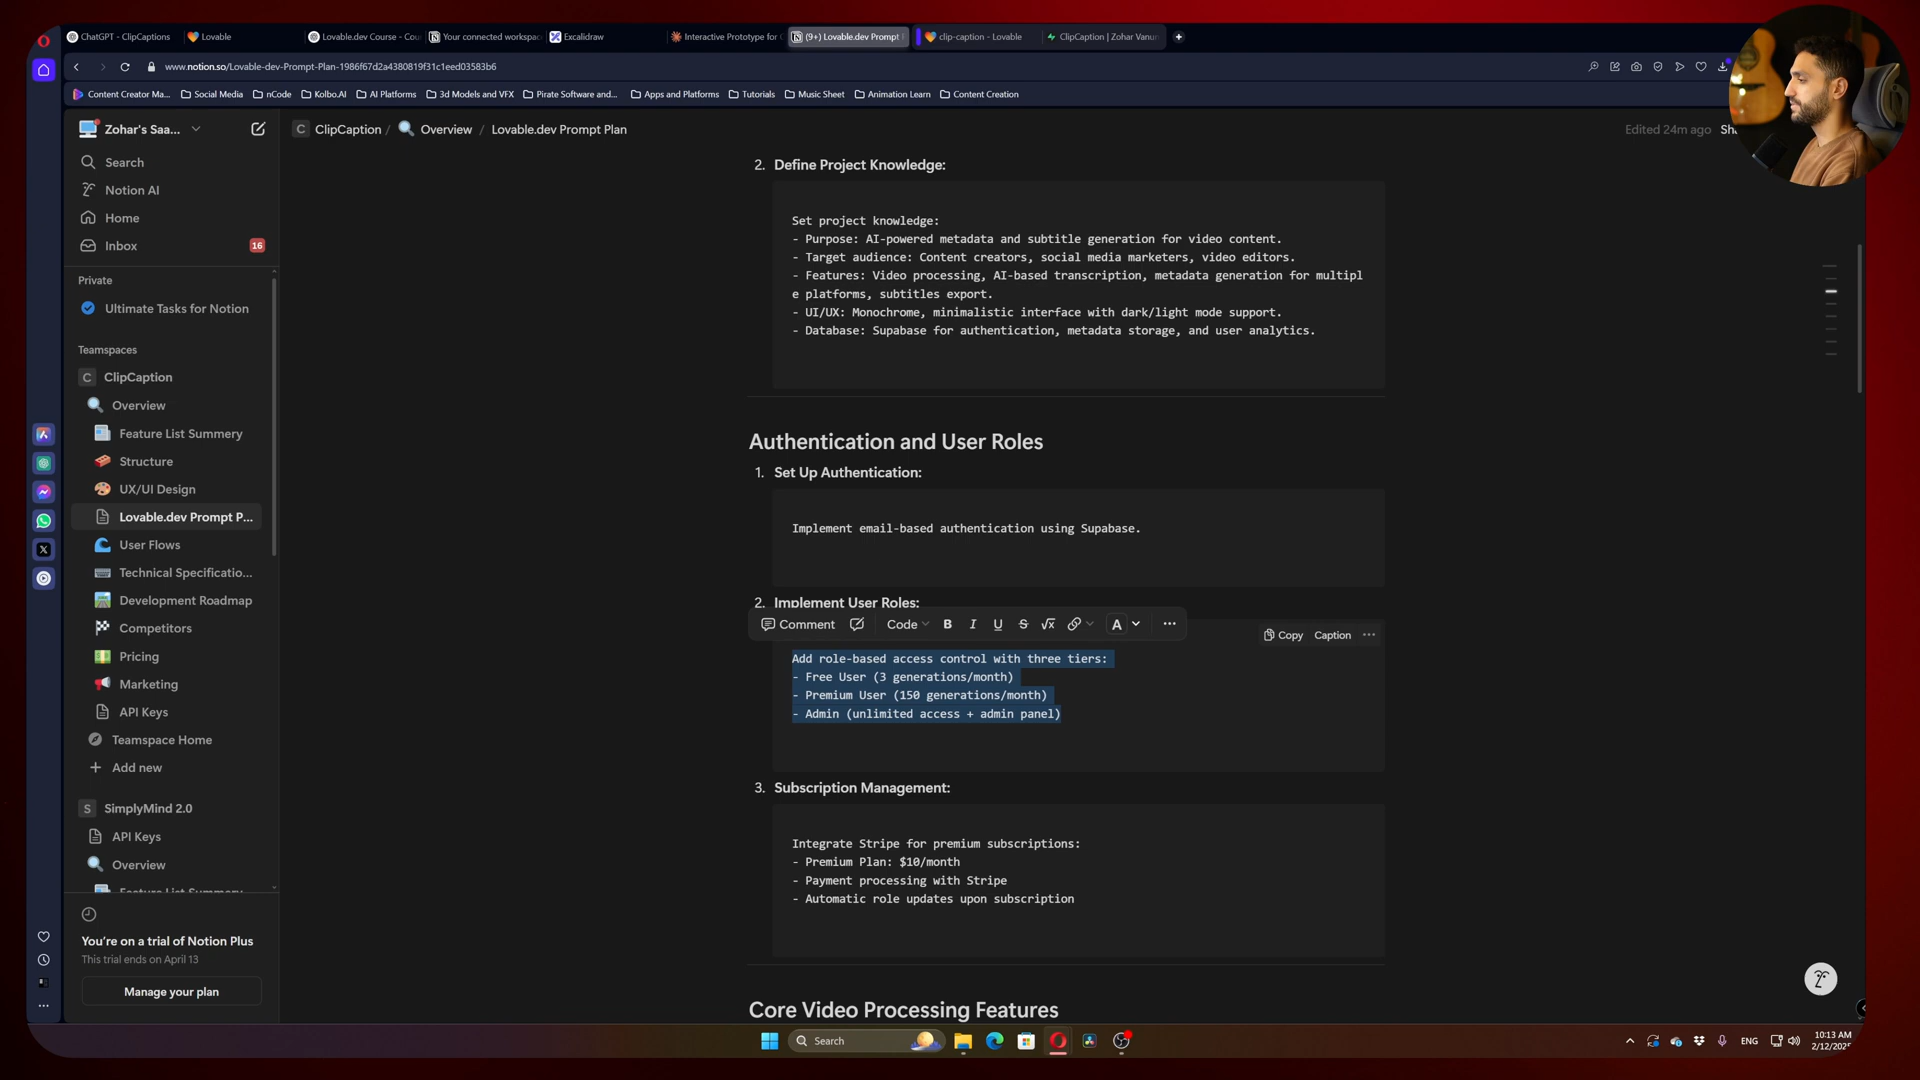 ChatGPT - ClipCaptions
Lovable
Lovable.dev Course - Cou
Your connected workspac
Excalidraw
Interactive Prototype for C
(9+) Lovable.dev Prompt
clip-caption - Lovable
ClipCaption | Zohar Vanun
www.notion.so/Lovable-dev-Prompt-Plan-1986f67d2a4380819f31c1eed03583b6
Content Creator Ma...
Social Media
nCode
Kolbo.AI
AI Platforms
3d Models and VFX
Pirate Software and...
Apps and Platforms
Tutorials
Music Sheet
Animation Learn
Content Creation
Zohar's Saa...
C ClipCaption / Overview / Lovable.dev Prompt Plan
Edited 24m ago
Search
Notion AI
Home
Inbox
16
Private
Ultimate Tasks for Notion
Teamspaces
C ClipCaption
Overview
Feature List Summery
Structure
UX/UI Design
Lovable.dev Prompt P...
User Flows
Technical Specificatio...
Development Roadmap
Competitors
Pricing
Marketing
API Keys
Teamspace Home
Add new
S SimplyMind 2.0
API Keys
Overview
Feature List Summery
You're on a trial of Notion Plus
This trial ends on April 13
Manage your plan
2. Define Project Knowledge:
Set project knowledge:
- Purpose: AI-powered metadata and subtitle generation for video content.
- Target audience: Content creators, social media marketers, video editors.
- Features: Video processing, AI-based transcription, metadata generation for multipl
e platforms, subtitles export.
- UI/UX: Monochrome, minimalistic interface with dark/light mode support.
- Database: Supabase for authentication, metadata storage, and user analytics.
Authentication and User Roles
1. Set Up Authentication:
Implement email-based authentication using Supabase.
2. Implement User Roles:
Comment
Code
B
I
U
S
√x
A
Copy
Caption
Add role-based access control with three tiers:
- Free User (3 generations/month)
- Premium User (150 generations/month)
- Admin (unlimited access + admin panel)
3. Subscription Management:
Integrate Stripe for premium subscriptions:
- Premium Plan: $10/month
- Payment processing with Stripe
- Automatic role updates upon subscription
Core Video Processing Features
Search
ENG
10:13 AM